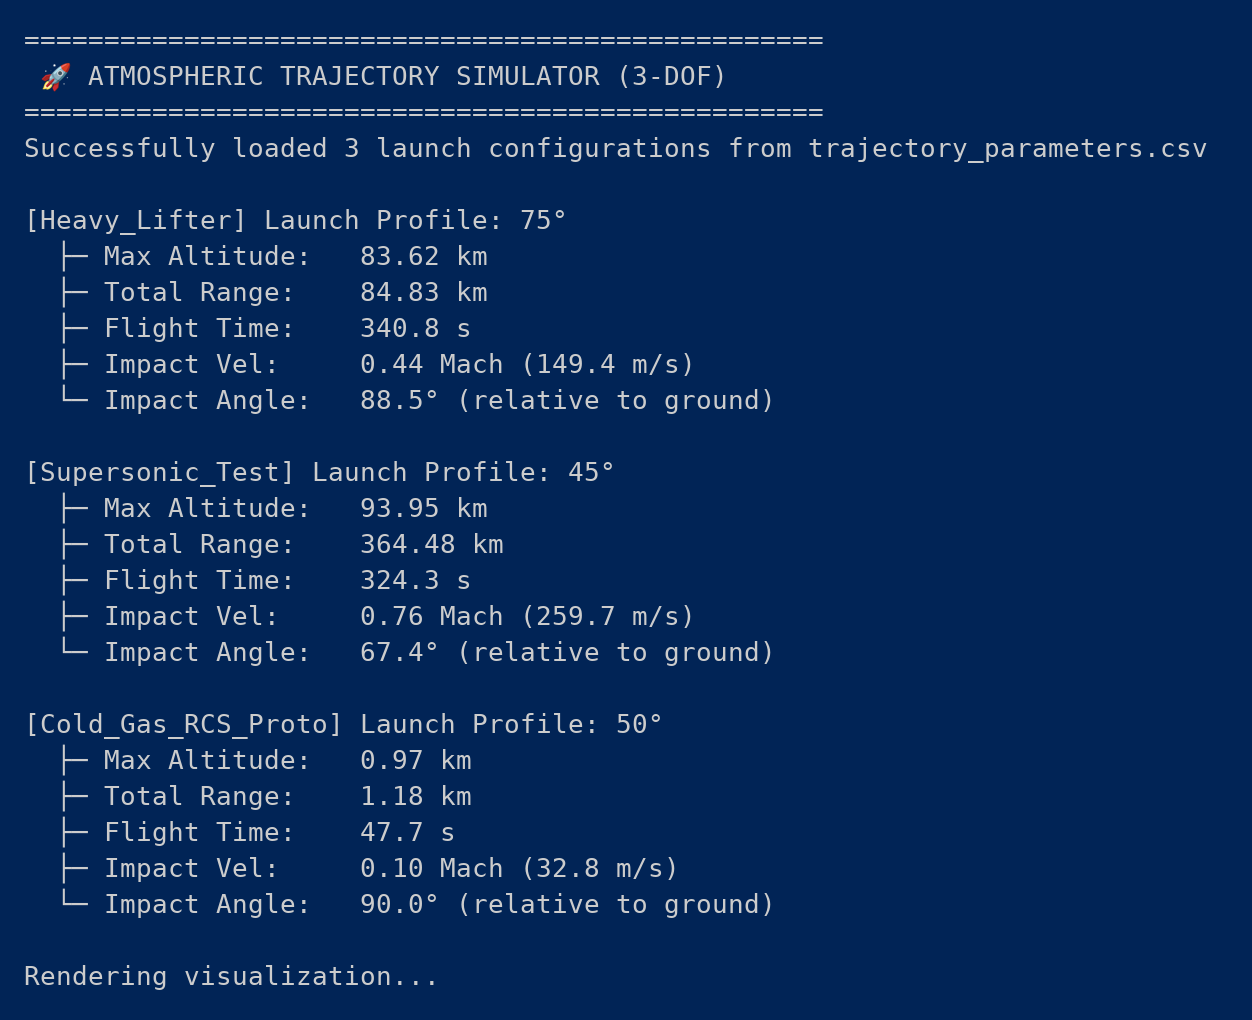 ==================================================
 🚀 ATMOSPHERIC TRAJECTORY SIMULATOR (3-DOF)
==================================================
Successfully loaded 3 launch configurations from trajectory_parameters.csv

[Heavy_Lifter] Launch Profile: 75°
  ├─ Max Altitude:   83.62 km
  ├─ Total Range:    84.83 km
  ├─ Flight Time:    340.8 s
  ├─ Impact Vel:     0.44 Mach (149.4 m/s)
  └─ Impact Angle:   88.5° (relative to ground)

[Supersonic_Test] Launch Profile: 45°
  ├─ Max Altitude:   93.95 km
  ├─ Total Range:    364.48 km
  ├─ Flight Time:    324.3 s
  ├─ Impact Vel:     0.76 Mach (259.7 m/s)
  └─ Impact Angle:   67.4° (relative to ground)

[Cold_Gas_RCS_Proto] Launch Profile: 50°
  ├─ Max Altitude:   0.97 km
  ├─ Total Range:    1.18 km
  ├─ Flight Time:    47.7 s
  ├─ Impact Vel:     0.10 Mach (32.8 m/s)
  └─ Impact Angle:   90.0° (relative to ground)

Rendering visualization...